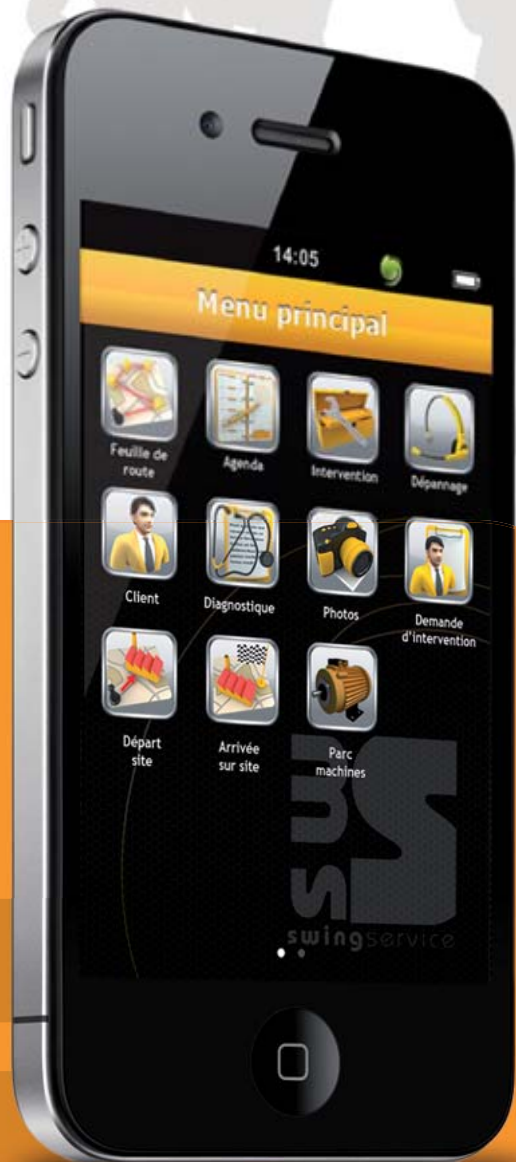 14:05
Menu principal
Feuille de
route
Agenda
Intervention
Dépannage
Client
Diagnostique
Photos
Demande
d'intervention
Départ
site
Arrivée
sur site
Parc
machines
sw
swingservice